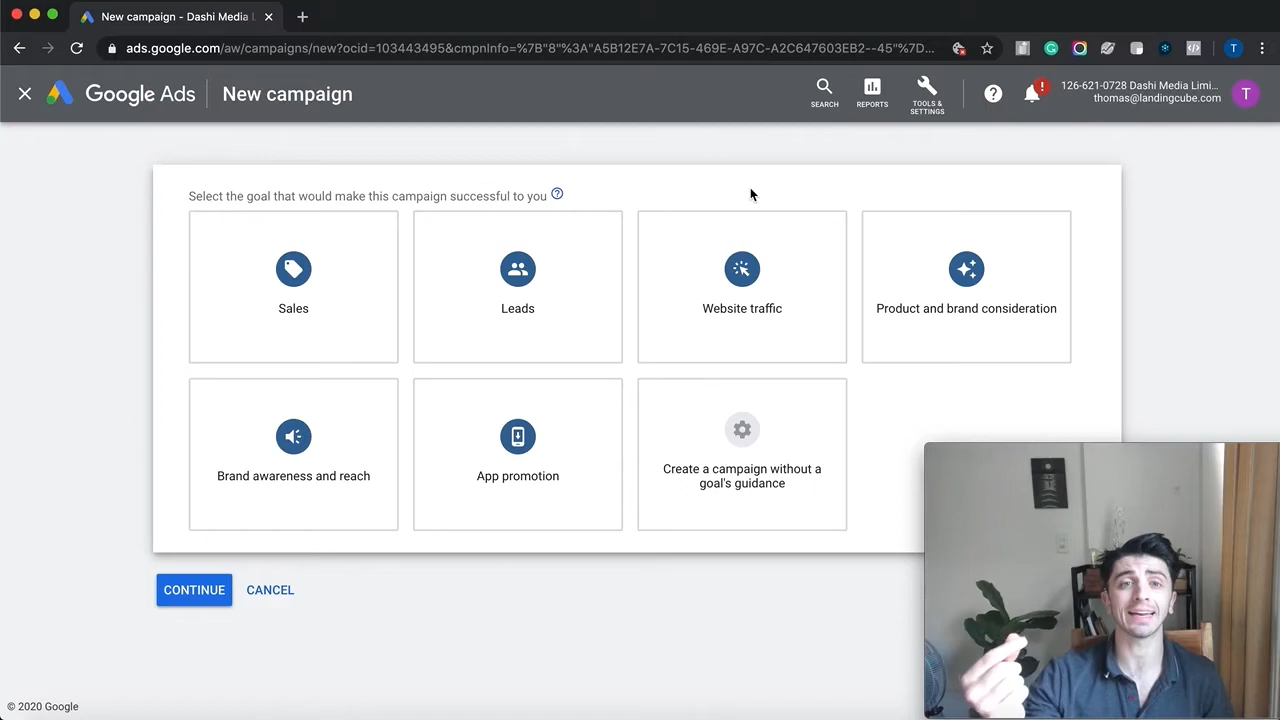 New campaign - Dashi Media L
ads.google.com/aw/campaigns/new?ocid=103443495&cmpnInfo=%7B"8"%3A"A5B12E7A-7C15-469E-A97C-A2C647603EB2--45"%7D...
T
Google Ads
New campaign
SEARCH
REPORTS
TOOLS &
SETTINGS
126-621-0728 Dashi Media Limi...
thomas@landingcube.com
T
Select the goal that would make this campaign successful to you
Sales
Leads
Website traffic
Product and brand consideration
Brand awareness and reach
App promotion
Create a campaign without a
goal's guidance
CONTINUE
CANCEL
© 2020 Google